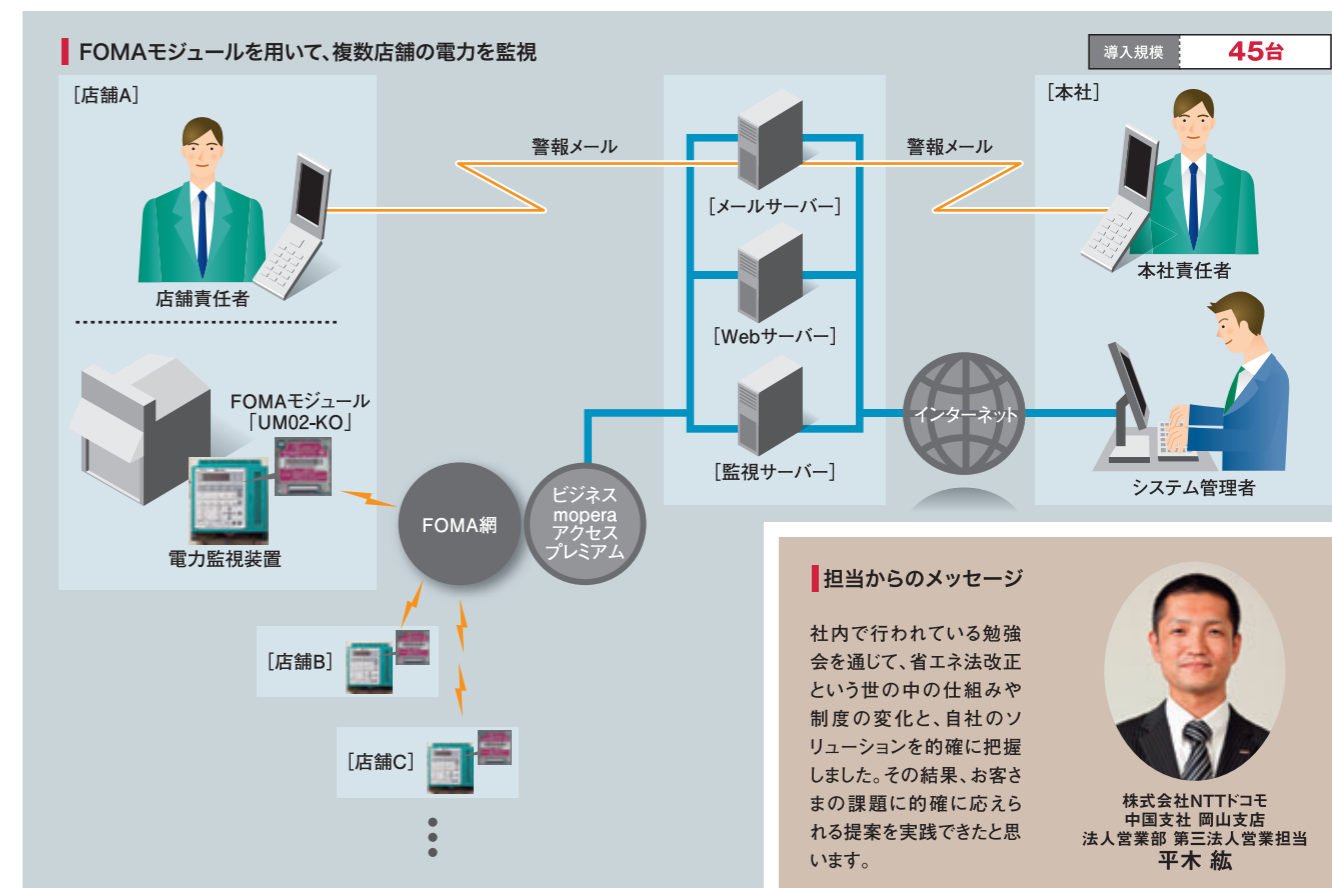 FOMAモジュールを用いて、複数店舗の電力を監視
導入規模
45台
［店舗A］
店舗責任者
警報メール
［メールサーバー］
警報メール
［本社］
本社責任者
FOMAモジュール
「UM02-KO」
電力監視装置
FOMA網
ビジネス
mopera
アクセス
プレミアム
［Webサーバー］
［監視サーバー］
インターネット
システム管理者
［店舗B］
［店舗C］
担当からのメッセージ
社内で行われている勉強
会を通じて、省エネ法改正
という世の中の仕組みや
制度の変化と、自社のソ
リューションを的確に把握
しました。その結果、お客さ
まの課題に的確に応えら
れる提案を実践できたと思
います。
株式会社NTTドコモ
中国支社 岡山支店
法人営業部 第三法人営業担当
平木 紘